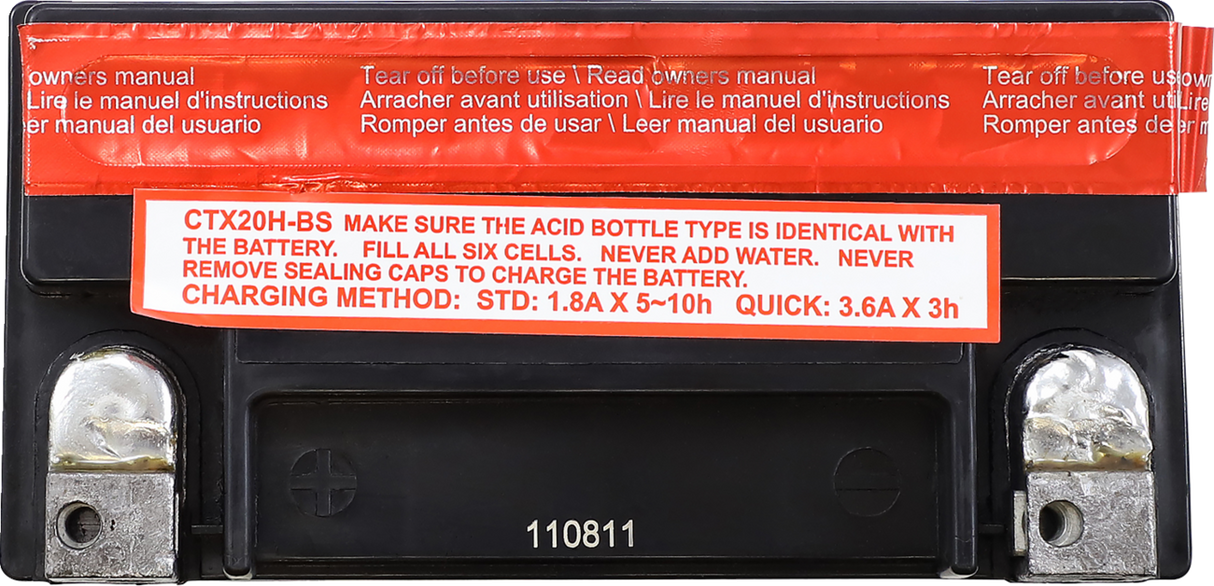 owners manual Tear off before use \ Read owners manual Tear off before us
Lire le manuel d'instructions Arracher avant utilisation \ Lire le manuel d'instructions Arracher avant uti Lire
er manual del usuario Romper antes de usar \ Leer manual del usuario Romper antes de er m
CTX20H-BS MAKE SURE THE ACID BOTTLE TYPE IS IDENTICAL WITH
THE BATTERY. FILL ALL SIX CELLS. NEVER ADD WATER. NEVER
REMOVE SEALING CAPS TO CHARGE THE BATTERY.
CHARGING METHOD: STD: 1.8A X 5~10h QUICK: 3.6A X 3h
+ −
110811